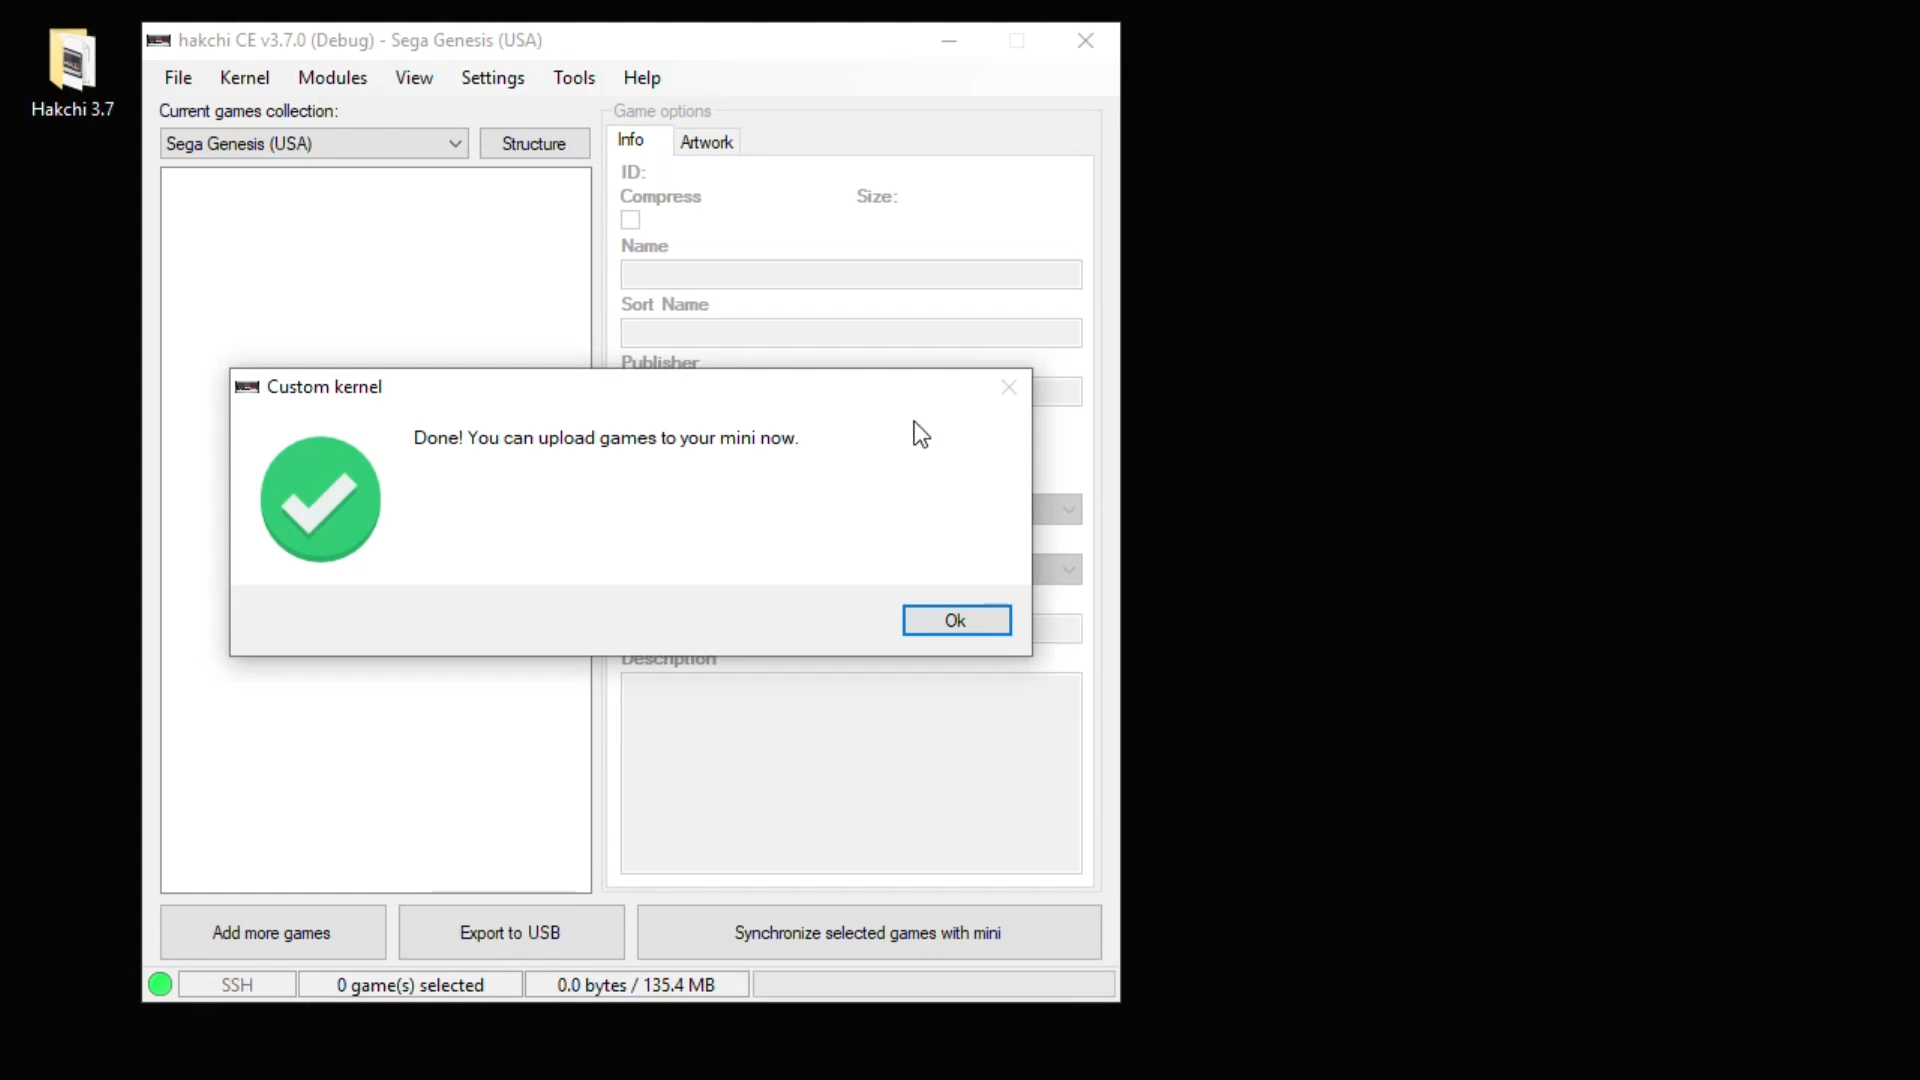 Hakchi 3.7
hakchi CE v3.7.0 (Debug) - Sega Genesis (USA)
File Kernel Modules View Settings Tools Help
Current games collection:
Sega Genesis (USA)
Structure
Game options
Info Artwork
ID:
Compress Size:
Name
Sort Name
Publisher
Custom kernel
Done! You can upload games to your mini now.
Ok
Description
Add more games
Export to USB
Synchronize selected games with mini
SSH
0 game(s) selected
0.0 bytes / 135.4 MB